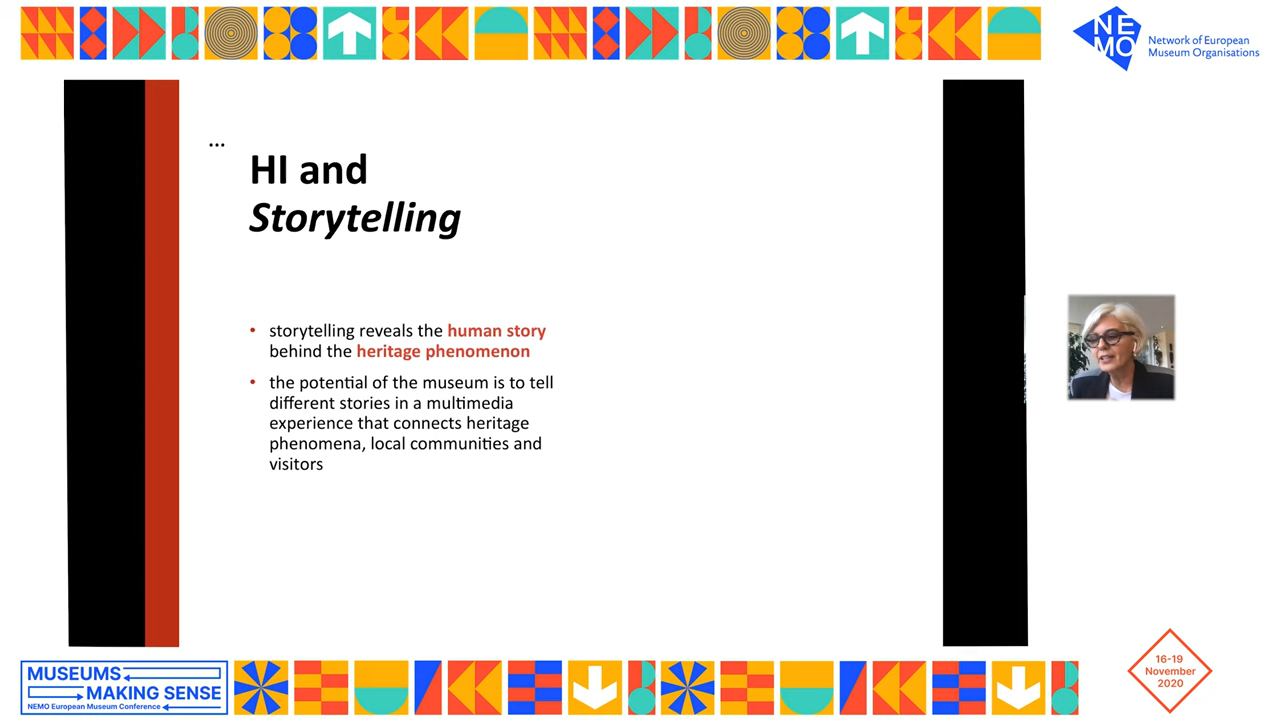 NE
MO
Network of European
Museum Organisations
...
HI and
Storytelling
• storytelling reveals the human story
behind the heritage phenomenon
• the potential of the museum is to tell
different stories in a multimedia
experience that connects heritage
phenomena, local communities and
visitors
MUSEUMS
MAKING SENSE
NEMO European Museum Conference
16-19
November
2020